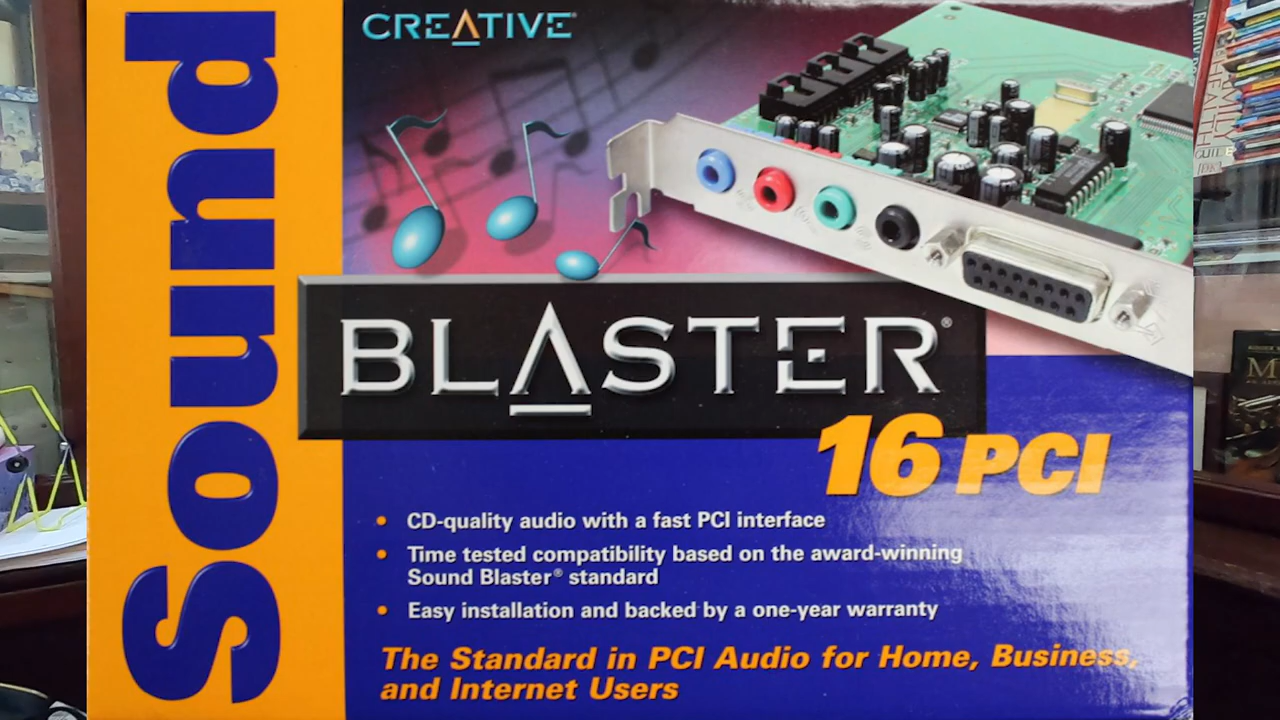 CREATIVE
Sound
BLASTER®
16 PCI
• CD-quality audio with a fast PCI interface
• Time tested compatibility based on the award-winning
Sound Blaster® standard
• Easy installation and backed by a one-year warranty
The Standard in PCI Audio for Home, Business,
and Internet Users